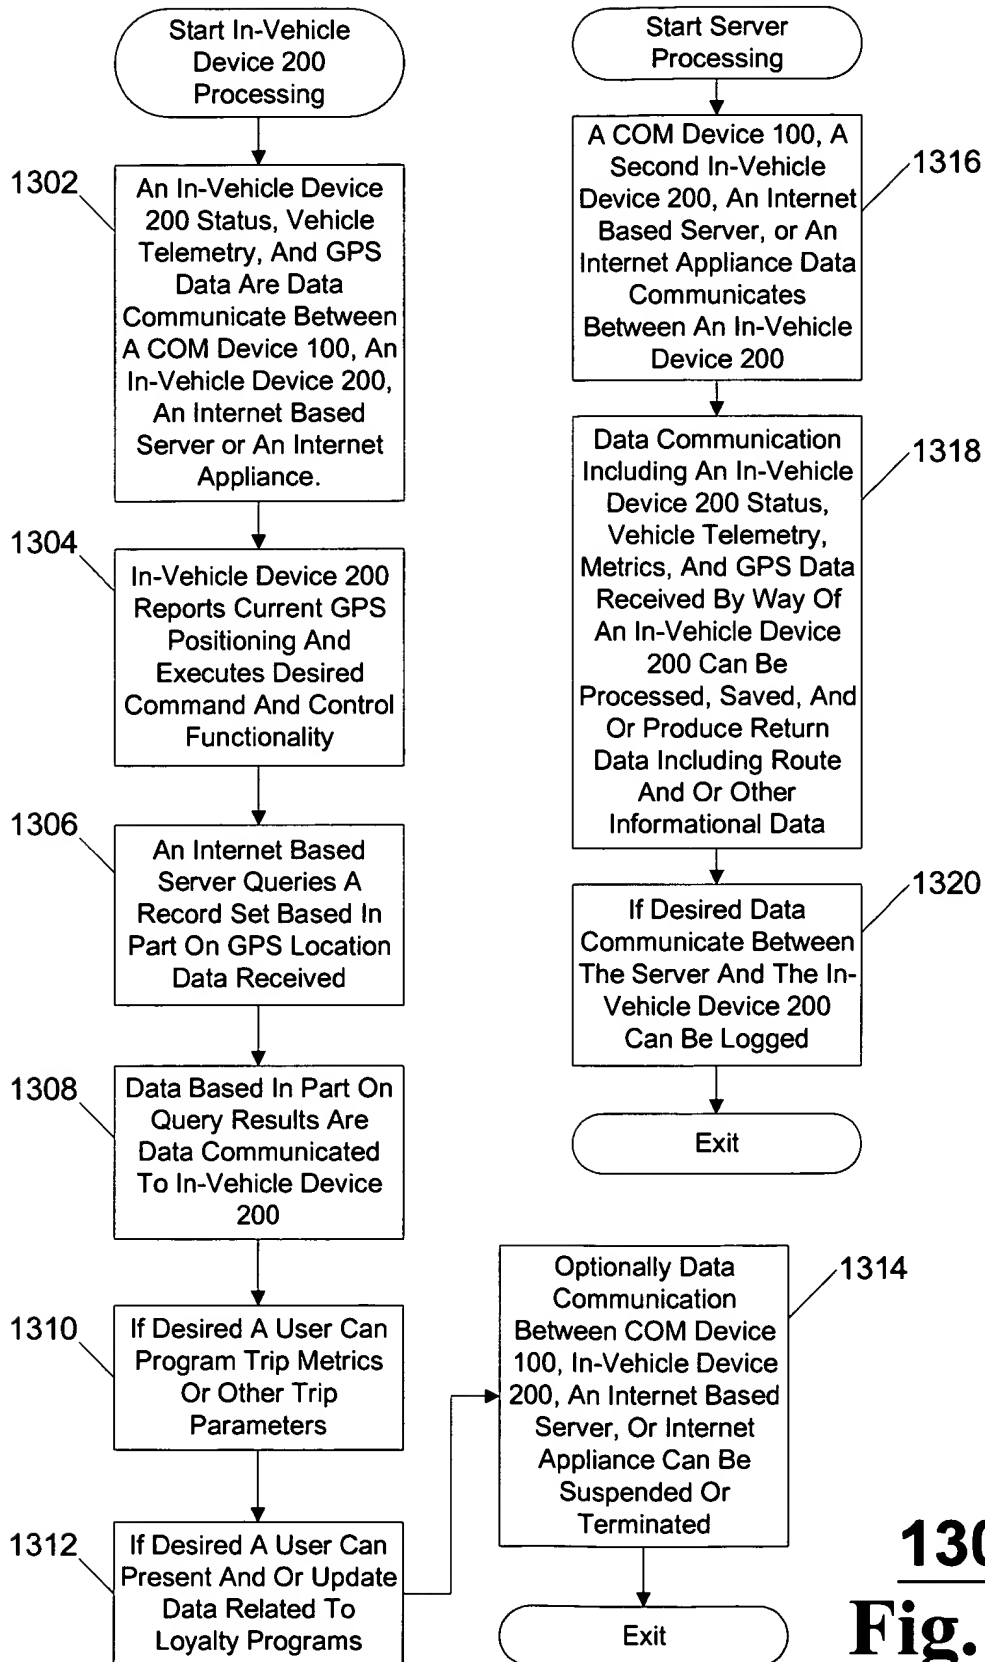 Start In-Vehicle
Device 200
Processing
1302
An In-Vehicle Device
200 Status, Vehicle
Telemetry, And GPS
Data Are Data
Communicate Between
A COM Device 100, An
In-Vehicle Device 200,
An Internet Based
Server or An Internet
Appliance.
1304
In-Vehicle Device 200
Reports Current GPS
Positioning And
Executes Desired
Command And Control
Functionality
1306
An Internet Based
Server Queries A
Record Set Based In
Part On GPS Location
Data Received
1308
Data Based In Part On
Query Results Are
Data Communicated
To In-Vehicle Device
200
1310
If Desired A User Can
Program Trip Metrics
Or Other Trip
Parameters
1312
If Desired A User Can
Present And Or Update
Data Related To
Loyalty Programs
1314
Optionally Data
Communication
Between COM Device
100, In-Vehicle Device
200, An Internet Based
Server, Or Internet
Appliance Can Be
Suspended Or
Terminated
Exit
Start Server
Processing
1316
A COM Device 100, A
Second In-Vehicle
Device 200, An Internet
Based Server, or An
Internet Appliance Data
Communicates
Between An In-Vehicle
Device 200
1318
Data Communication
Including An In-Vehicle
Device 200 Status,
Vehicle Telemetry,
Metrics, And GPS Data
Received By Way Of
An In-Vehicle Device
200 Can Be
Processed, Saved, And
Or Produce Return
Data Including Route
And Or Other
Informational Data
1320
If Desired Data
Communicate Between
The Server And The In-
Vehicle Device 200
Can Be Logged
Exit
Fig.